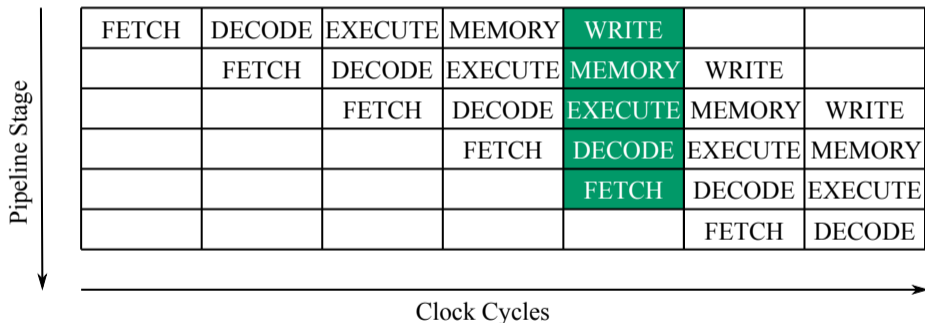 FETCH DECODE EXECUTE MEMORY WRITE
FETCH DECODE EXECUTE MEMORY WRITE
FETCH DECODE EXECUTE MEMORY WRITE
FETCH DECODE EXECUTE MEMORY
FETCH DECODE EXECUTE
FETCH DECODE
Pipeline Stage
Clock Cycles